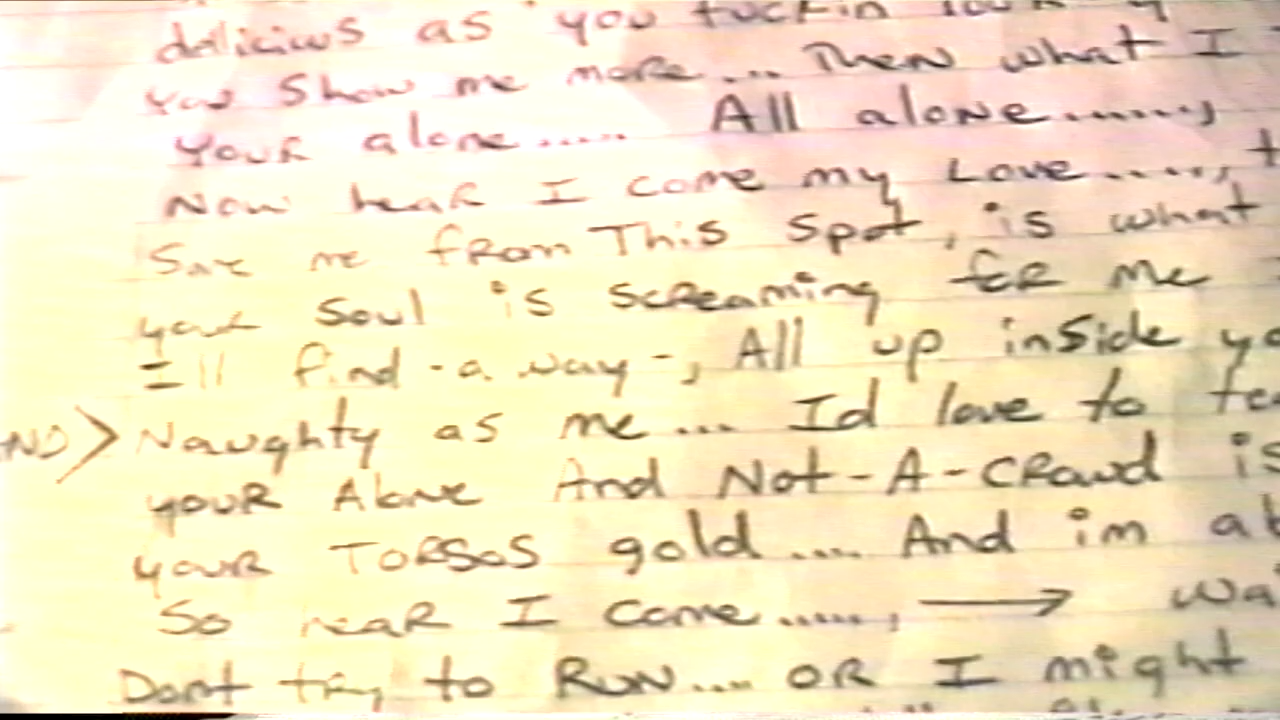 delicious as you fuckin look
you Show me more... Then what I
your alone..... All alone......,
Now hear I come my Love.....,
Save me from This Spot, is what
your Soul is Screaming for me
I'll find -a way-, All up inside
Naughty as me... Id love to
your Alone And Not-A-Crowd is
your Torsos gold.... And im
So hear I Come....., →
Dont try to Run.... OR I might